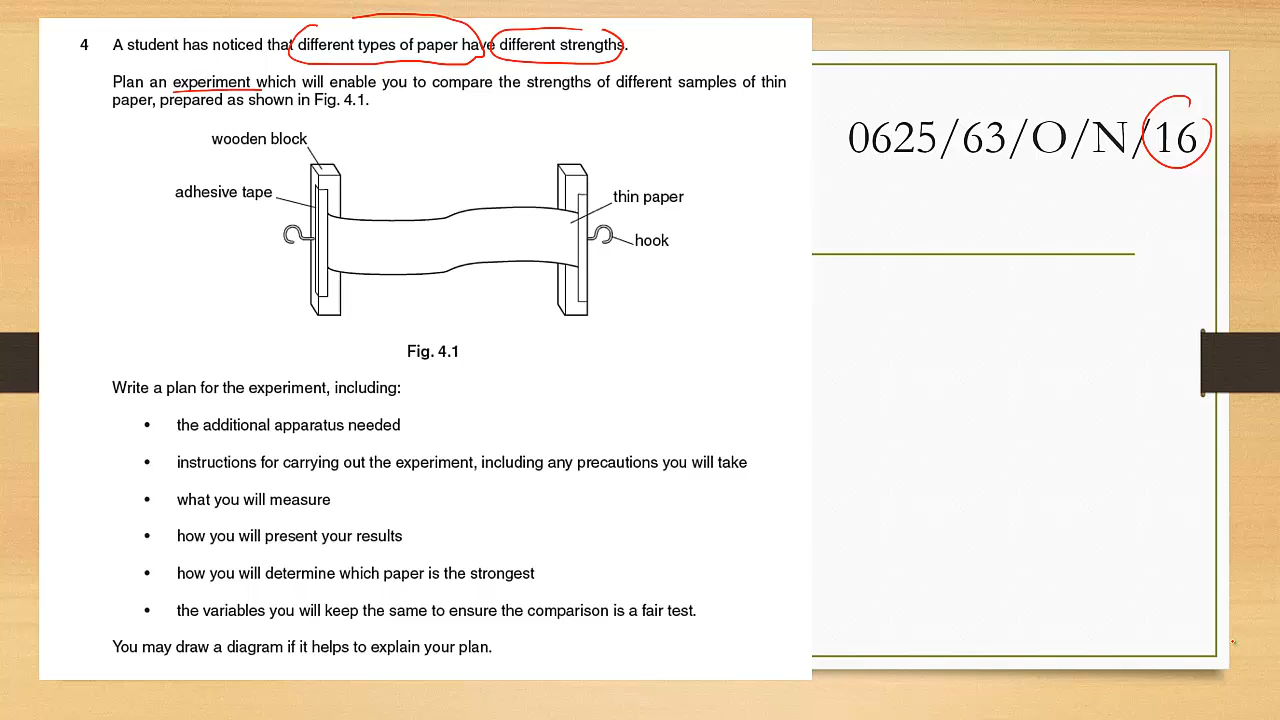 4 A student has noticed that different types of paper have different strengths.
Plan an experiment which will enable you to compare the strengths of different samples of thin
paper, prepared as shown in Fig. 4.1.
wooden block
adhesive tape
thin paper
hook
Fig. 4.1
Write a plan for the experiment, including:
• the additional apparatus needed
• instructions for carrying out the experiment, including any precautions you will take
• what you will measure
• how you will present your results
• how you will determine which paper is the strongest
• the variables you will keep the same to ensure the comparison is a fair test.
You may draw a diagram if it helps to explain your plan.
0625/63/O/N/16